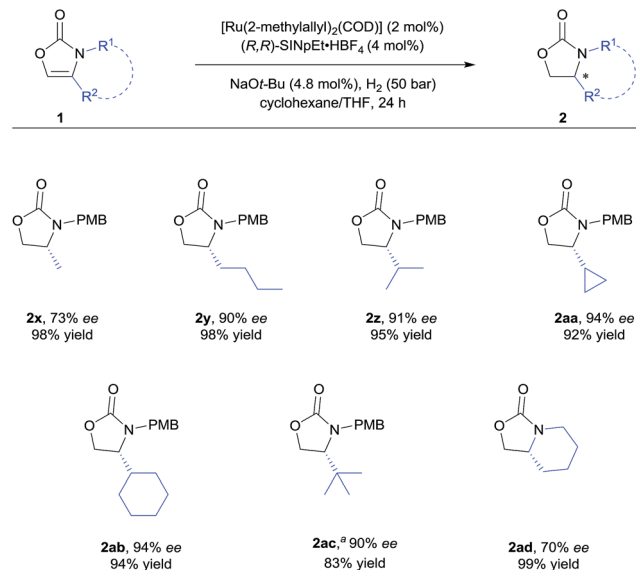 O
O
N
R¹
R²
1
[Ru(2-methylallyl)₂(COD)] (2 mol%)
(R,R)-SINpEt•HBF₄ (4 mol%)
NaOt-Bu (4.8 mol%), H₂ (50 bar)
cyclohexane/THF, 24 h
O
O
N
R¹
*
R²
2
O
O
N
PMB
2x, 73% ee
98% yield
O
O
N
PMB
2y, 90% ee
98% yield
O
O
N
PMB
2z, 91% ee
95% yield
O
O
N
PMB
2aa, 94% ee
92% yield
O
O
N
PMB
2ab, 94% ee
94% yield
O
O
N
PMB
2ac,ᵃ 90% ee
83% yield
O
O
N
2ad, 70% ee
99% yield